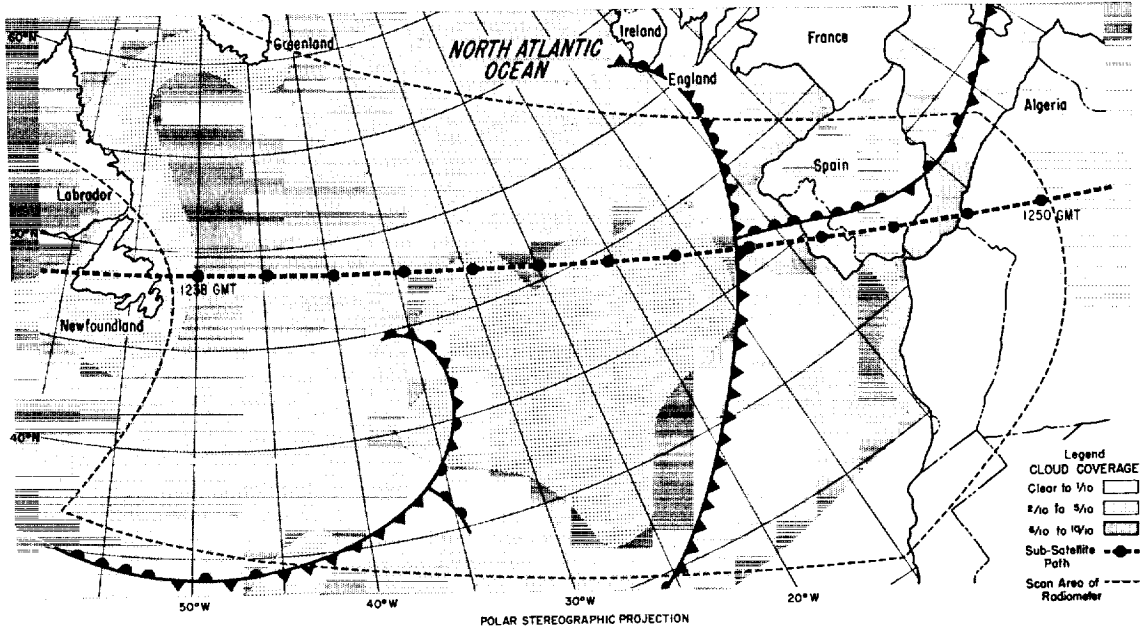 60°N
Greenland
NORTH ATLANTIC
OCEAN
Ireland
France
England
Algeria
Spain
Labrador
50°N
1250 GMT
1258 GMT
Newfoundland
40°N
Legend
CLOUD COVERAGE
Clear to 1/10
2/10 to 5/10
6/10 to 10/10
Sub-Satellite
Path
Scan Area of
Radiometer
50°W
40°W
30°W
20°W
POLAR STEREOGRAPHIC PROJECTION